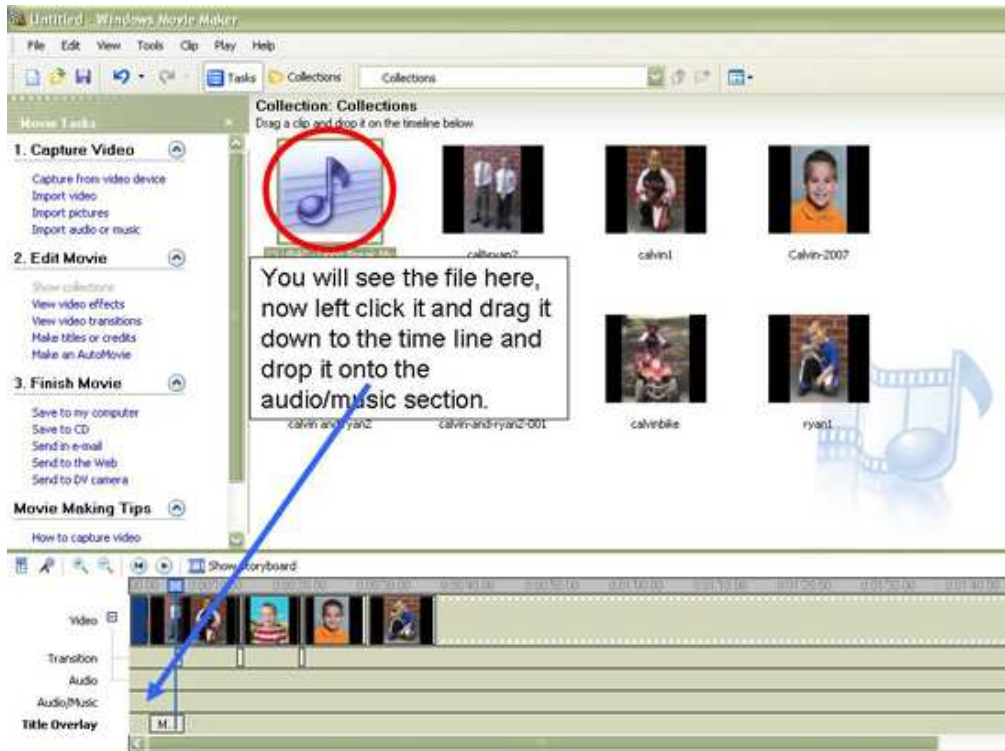 Untitled - Windows Movie Maker
File Edit View Tools Clip Play Help
Tasks Collections Collections
Movie Tasks
Collection: Collections
Drag a clip and drop it on the timeline below.
1. Capture Video
Capture from video device
Import video
Import pictures
Import audio or music
2. Edit Movie
Show collections
View video effects
View video transitions
Make titles or credits
Make an AutoMovie
3. Finish Movie
Save to my computer
Save to CD
Send in e-mail
Send to the Web
Send to DV camera
Movie Making Tips
How to capture video
calvin1
Calvin-2007
You will see the file here,
now left click it and drag it
down to the time line and
drop it onto the
audio/music section.
calvin and ryan2
calvin-and-ryan2-001
calvinbike
ryan1
Show Storyboard
Video
Transition
Audio
Audio/Music
Title Overlay
M...